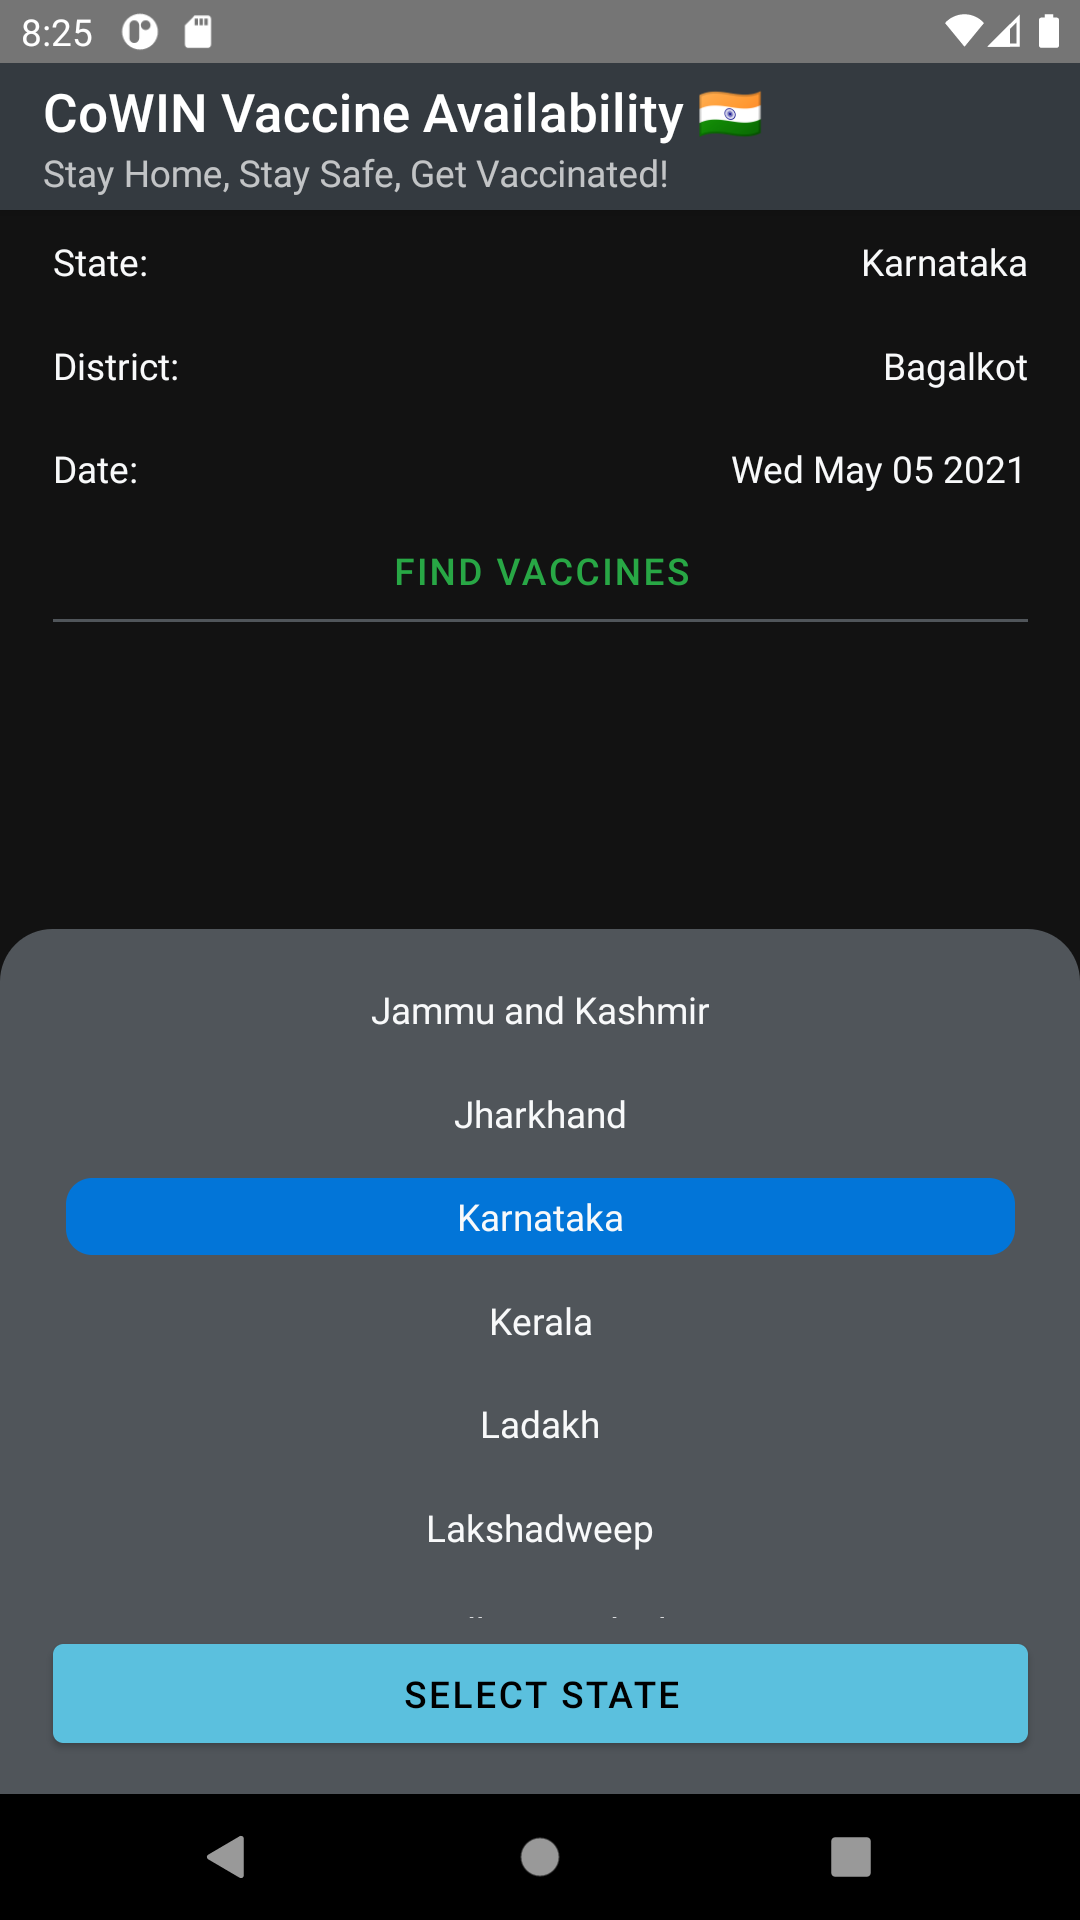 8:25
CoWIN Vaccine Availability 🇮🇳
Stay Home, Stay Safe, Get Vaccinated!
State: Karnataka
District: Bagalkot
Date: Wed May 05 2021
FIND VACCINES
Jammu and Kashmir
Jharkhand
Karnataka
Kerala
Ladakh
Lakshadweep
SELECT STATE